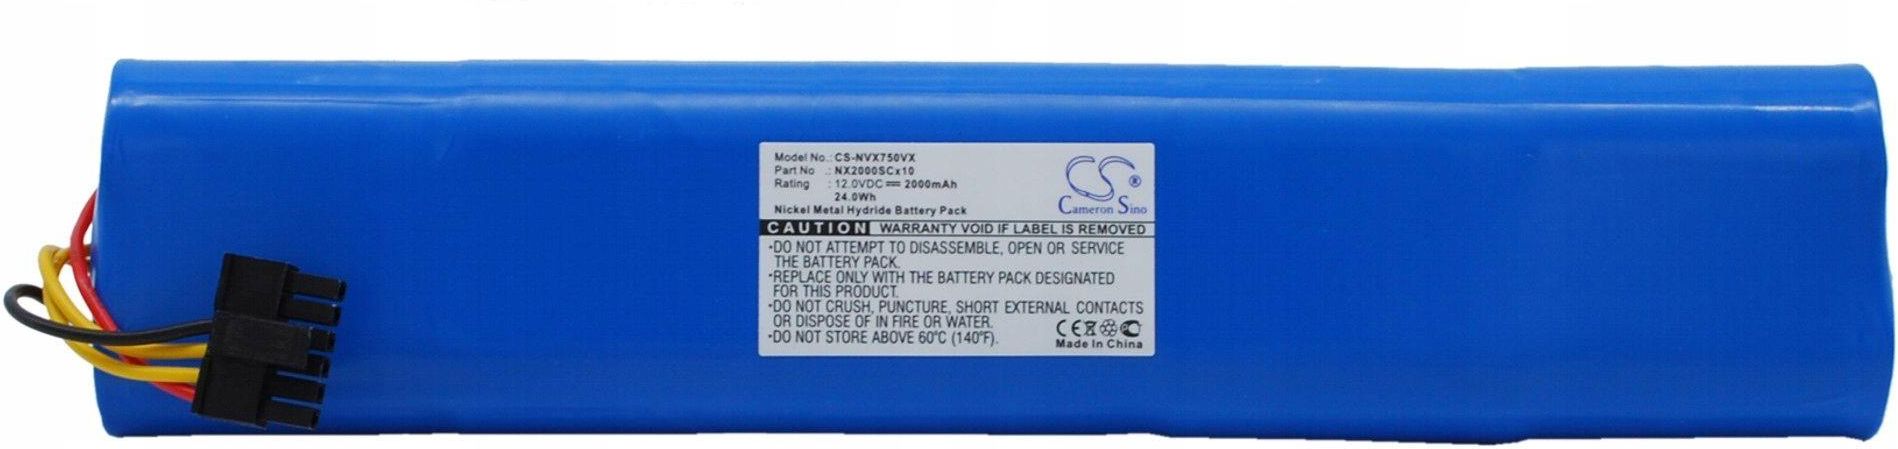 Model No.: CS-NVX750VX
Part No .: NX2000SCx10
Rating : 12.0VDC 2000mAh
24.0Wh
Nickel Metal Hydride Battery Pack
CS®
Cameron Sino
CAUTION WARRANTY VOID IF LABEL IS REMOVED
•DO NOT ATTEMPT TO DISASSEMBLE, OPEN OR SERVICE
THE BATTERY PACK.
•REPLACE ONLY WITH THE BATTERY PACK DESIGNATED
FOR THIS PRODUCT.
•DO NOT CRUSH, PUNCTURE, SHORT EXTERNAL CONTACTS
OR DISPOSE OF IN FIRE OR WATER.
•DO NOT STORE ABOVE 60°C (140°F).
CE
Made In China